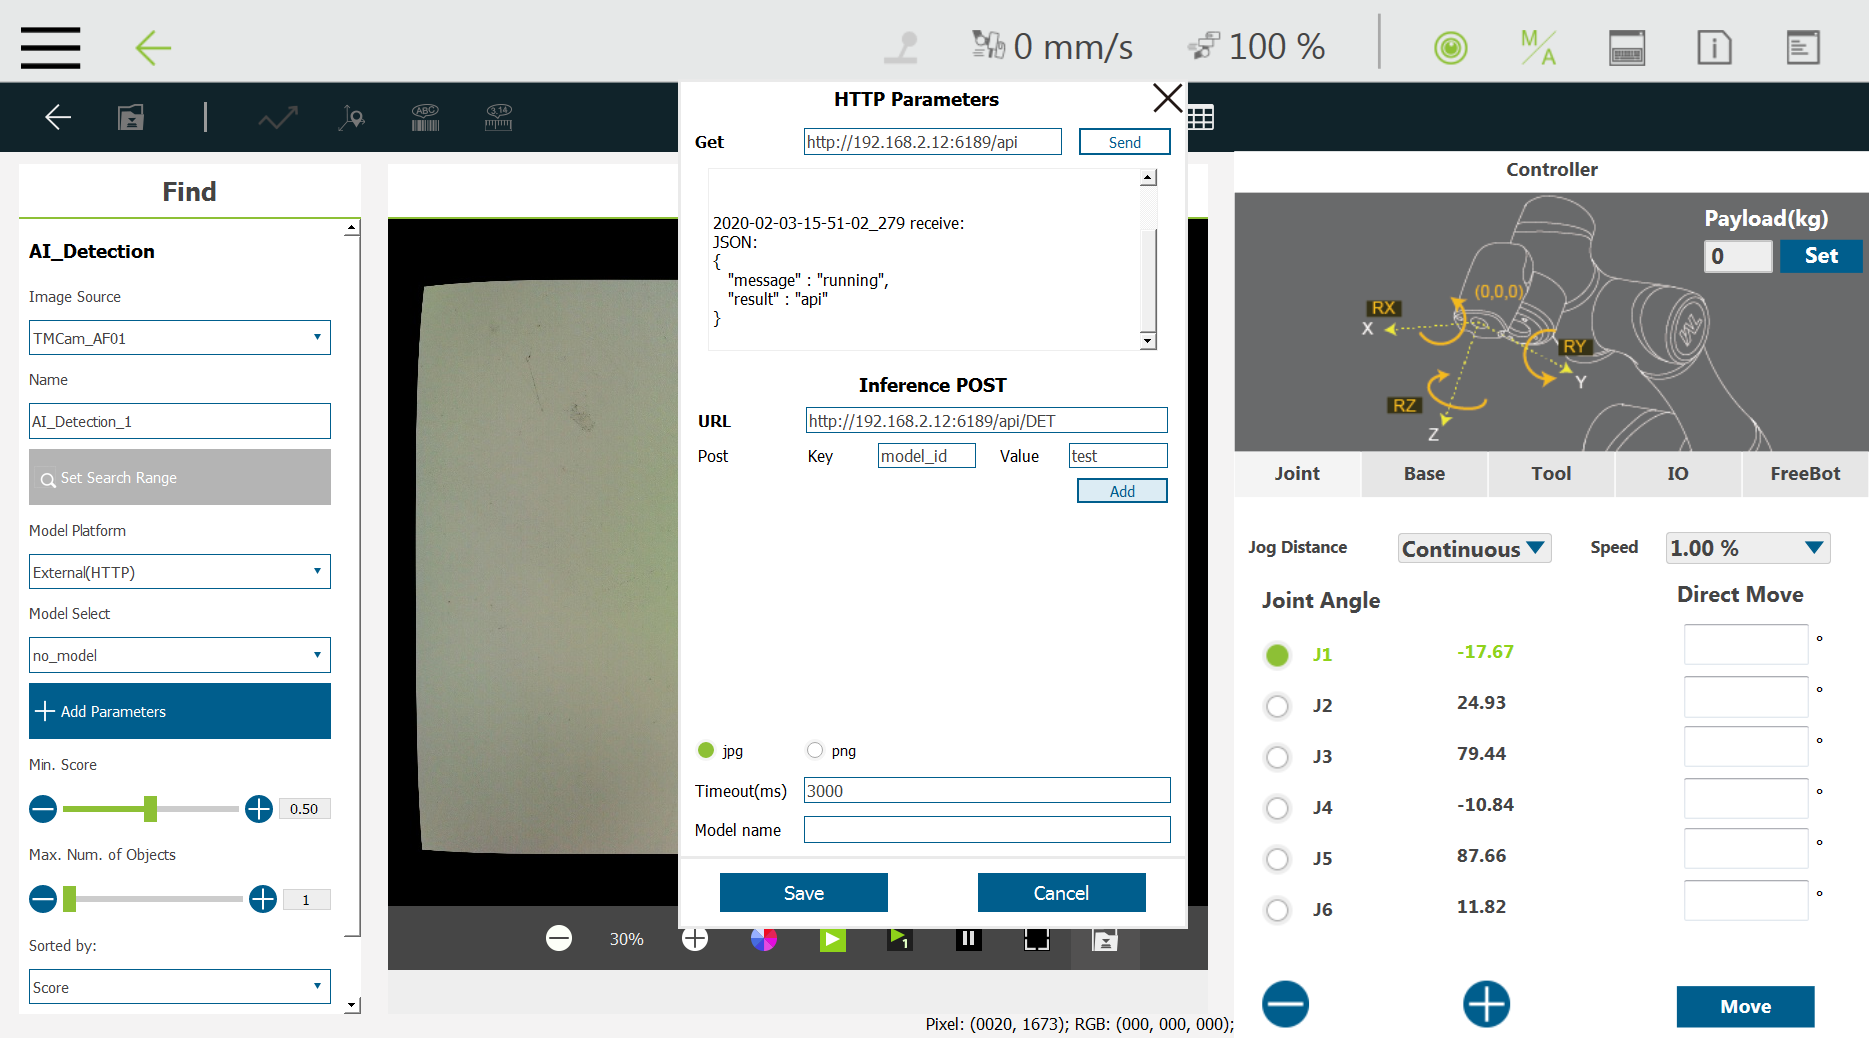 0 mm/s
100 %
M/A
ABC
3.14
Find
AI_Detection
Image Source
TMCam_AF01
Name
AI_Detection_1
Set Search Range
Model Platform
External(HTTP)
Model Select
no_model
Add Parameters
Min. Score
0.50
Max. Num. of Objects
1
Sorted by:
Score
HTTP Parameters
Get
http://192.168.2.12:6189/api
Send
2020-02-03-15-51-02_279 receive:
JSON:
{
"message" : "running",
"result" : "api"
}
Inference POST
URL
http://192.168.2.12:6189/api/DET
Post Key model_id Value test
Add
jpg png
Timeout(ms) 3000
Model name
Save Cancel
30%
1
Pixel: (0020, 1673); RGB: (000, 000, 000);
Controller
Payload(kg)
0 Set
(0,0,0)
RX
X
RY
Y
RZ
Z
TM
Joint Base Tool IO FreeBot
Jog Distance Continuous Speed 1.00 %
Joint Angle Direct Move
J1 -17.67 °
J2 24.93 °
J3 79.44 °
J4 -10.84 °
J5 87.66 °
J6 11.82 °
Move